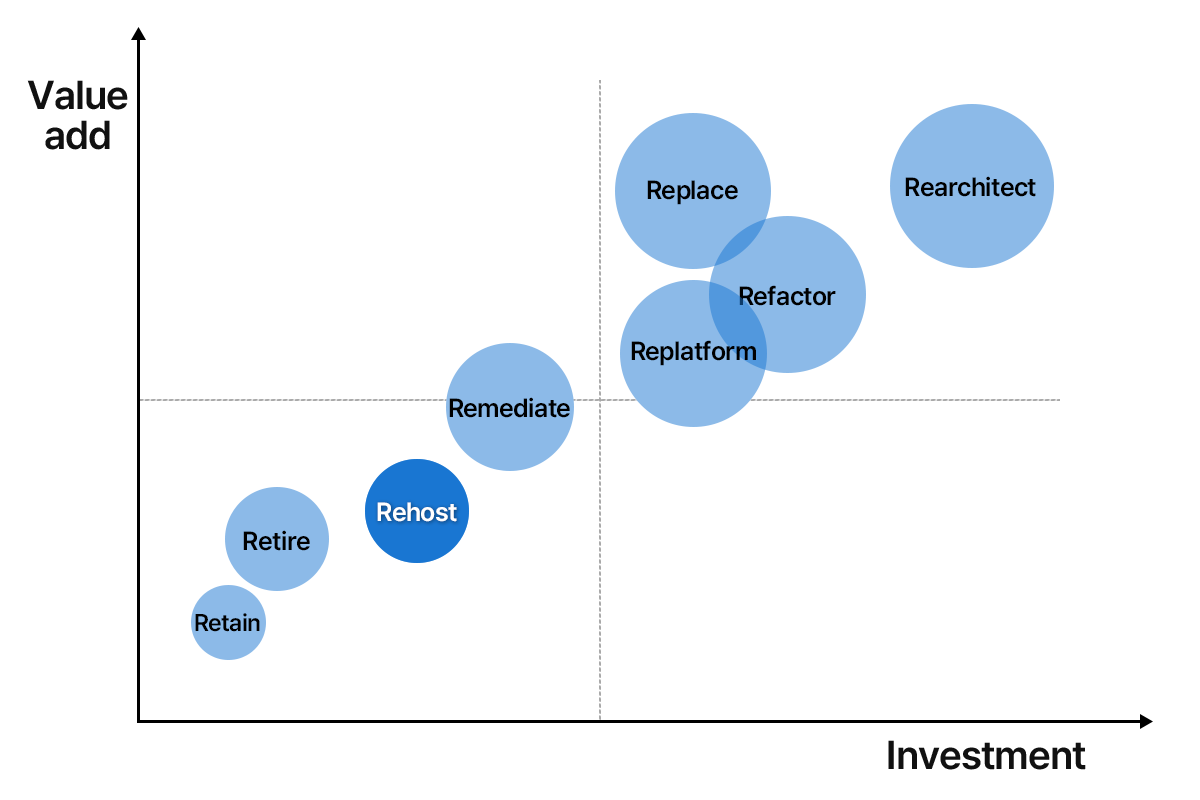 Value
add
Replace
Rearchitect
Refactor
Replatform
Remediate
Rehost
Retire
Retain
Investment